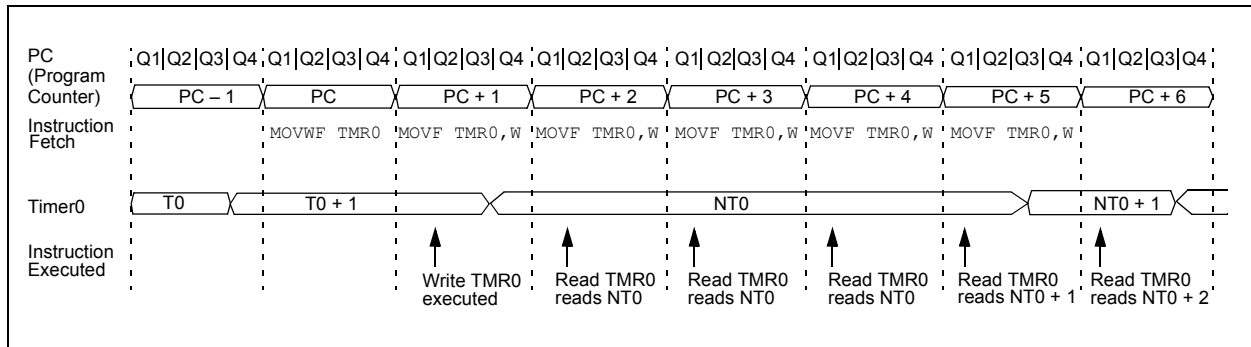 PC
(Program
Counter)
Q1|Q2|Q3|Q4 Q1|Q2|Q3|Q4 Q1|Q2|Q3|Q4 Q1|Q2|Q3|Q4 Q1|Q2|Q3|Q4 Q1|Q2|Q3|Q4 Q1|Q2|Q3|Q4 Q1|Q2|Q3|Q4
PC – 1 PC PC + 1 PC + 2 PC + 3 PC + 4 PC + 5 PC + 6
Instruction
Fetch
MOVWF TMR0 MOVF TMR0,W MOVF TMR0,W MOVF TMR0,W MOVF TMR0,W MOVF TMR0,W
Timer0
T0 T0 + 1 NT0 NT0 + 1
Instruction
Executed
Write TMR0
executed
Read TMR0
reads NT0
Read TMR0
reads NT0
Read TMR0
reads NT0
Read TMR0
reads NT0 + 1
Read TMR0
reads NT0 + 2